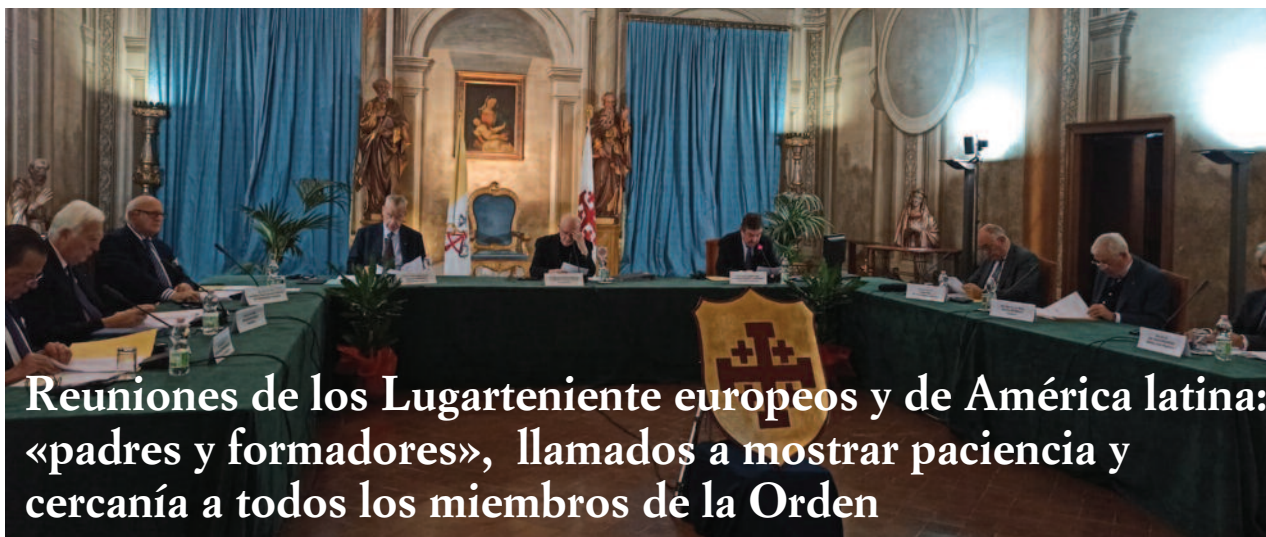 Reuniones de los Lugarteniente europeos y de América latina:
«padres y formadores», llamados a mostrar paciencia y
cercanía a todos los miembros de la Orden